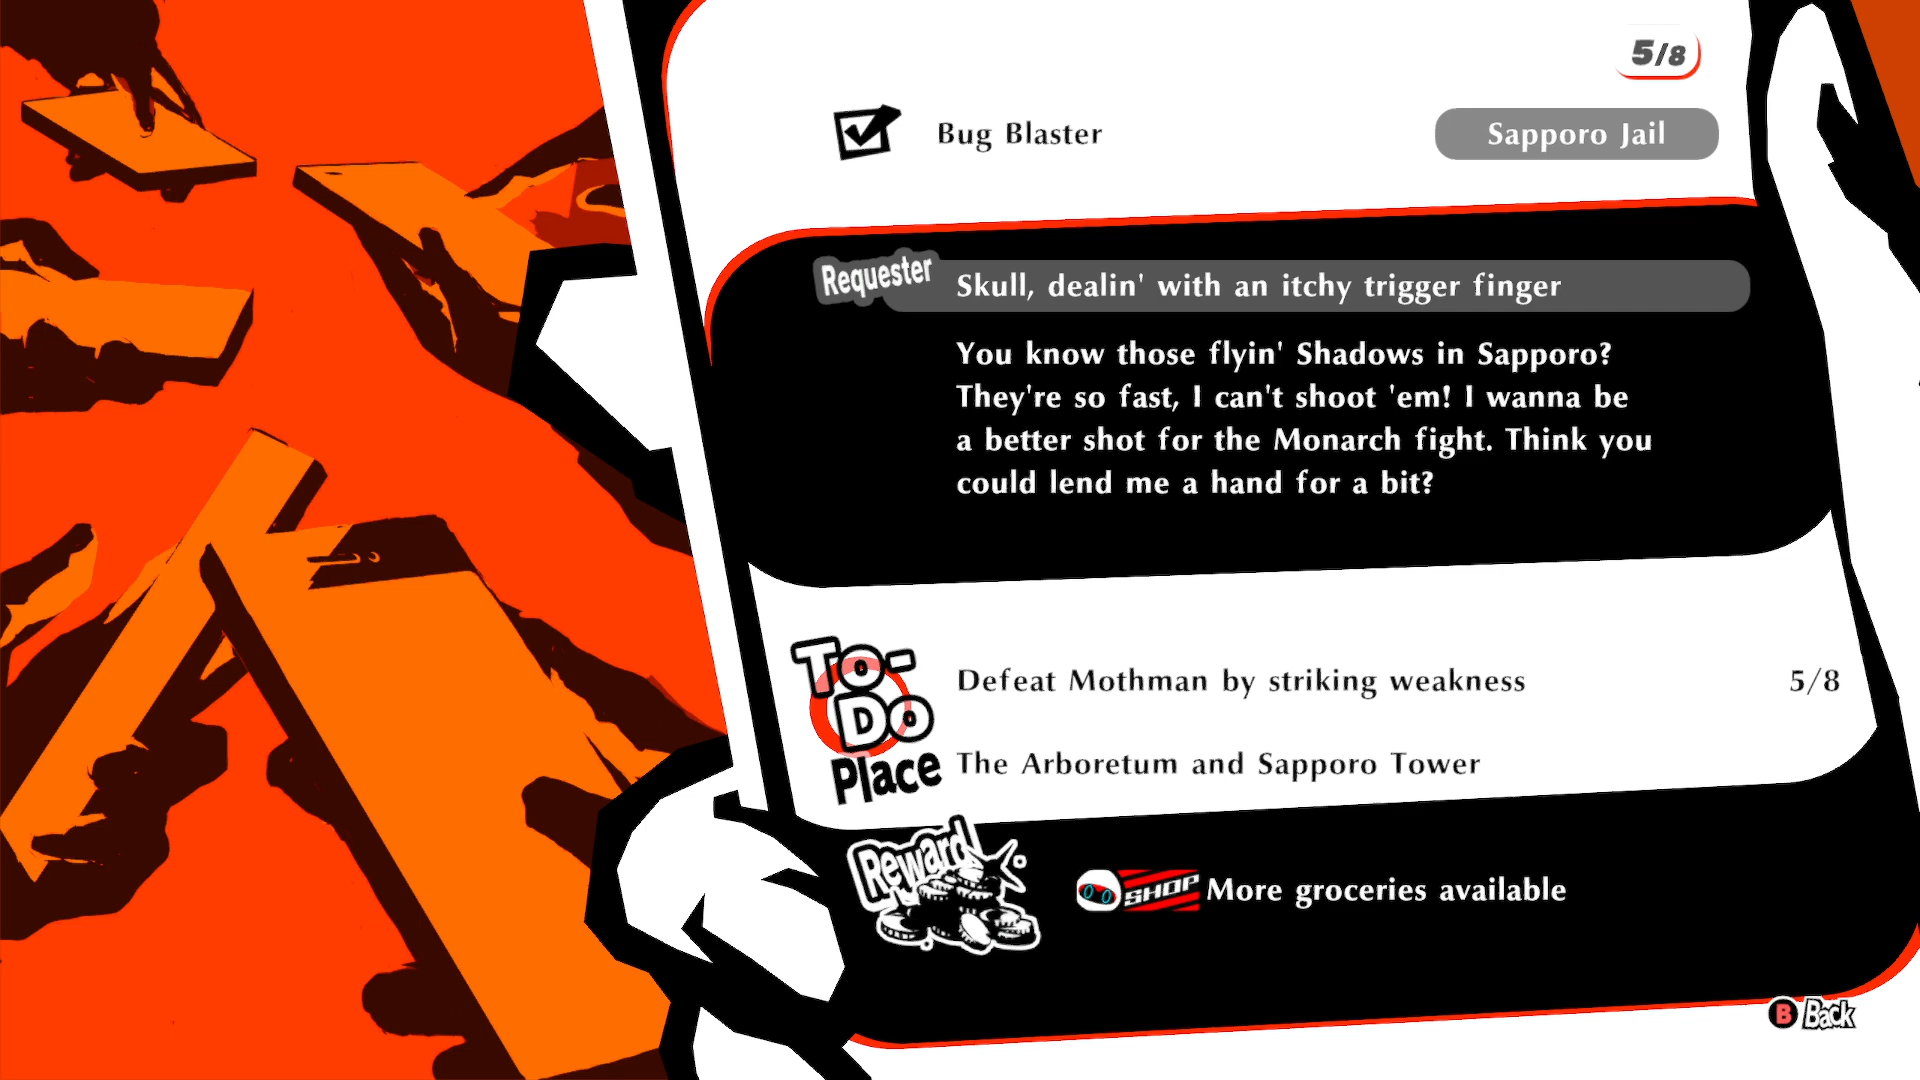 5/8
Bug Blaster
Sapporo Jail
Requester
Skull, dealin' with an itchy trigger finger
You know those flyin' Shadows in Sapporo?
They're so fast, I can't shoot 'em! I wanna be
a better shot for the Monarch fight. Think you
could lend me a hand for a bit?
To-
Do
Defeat Mothman by striking weakness 5/8
Place
The Arboretum and Sapporo Tower
Reward
SHOP More groceries available
B Back